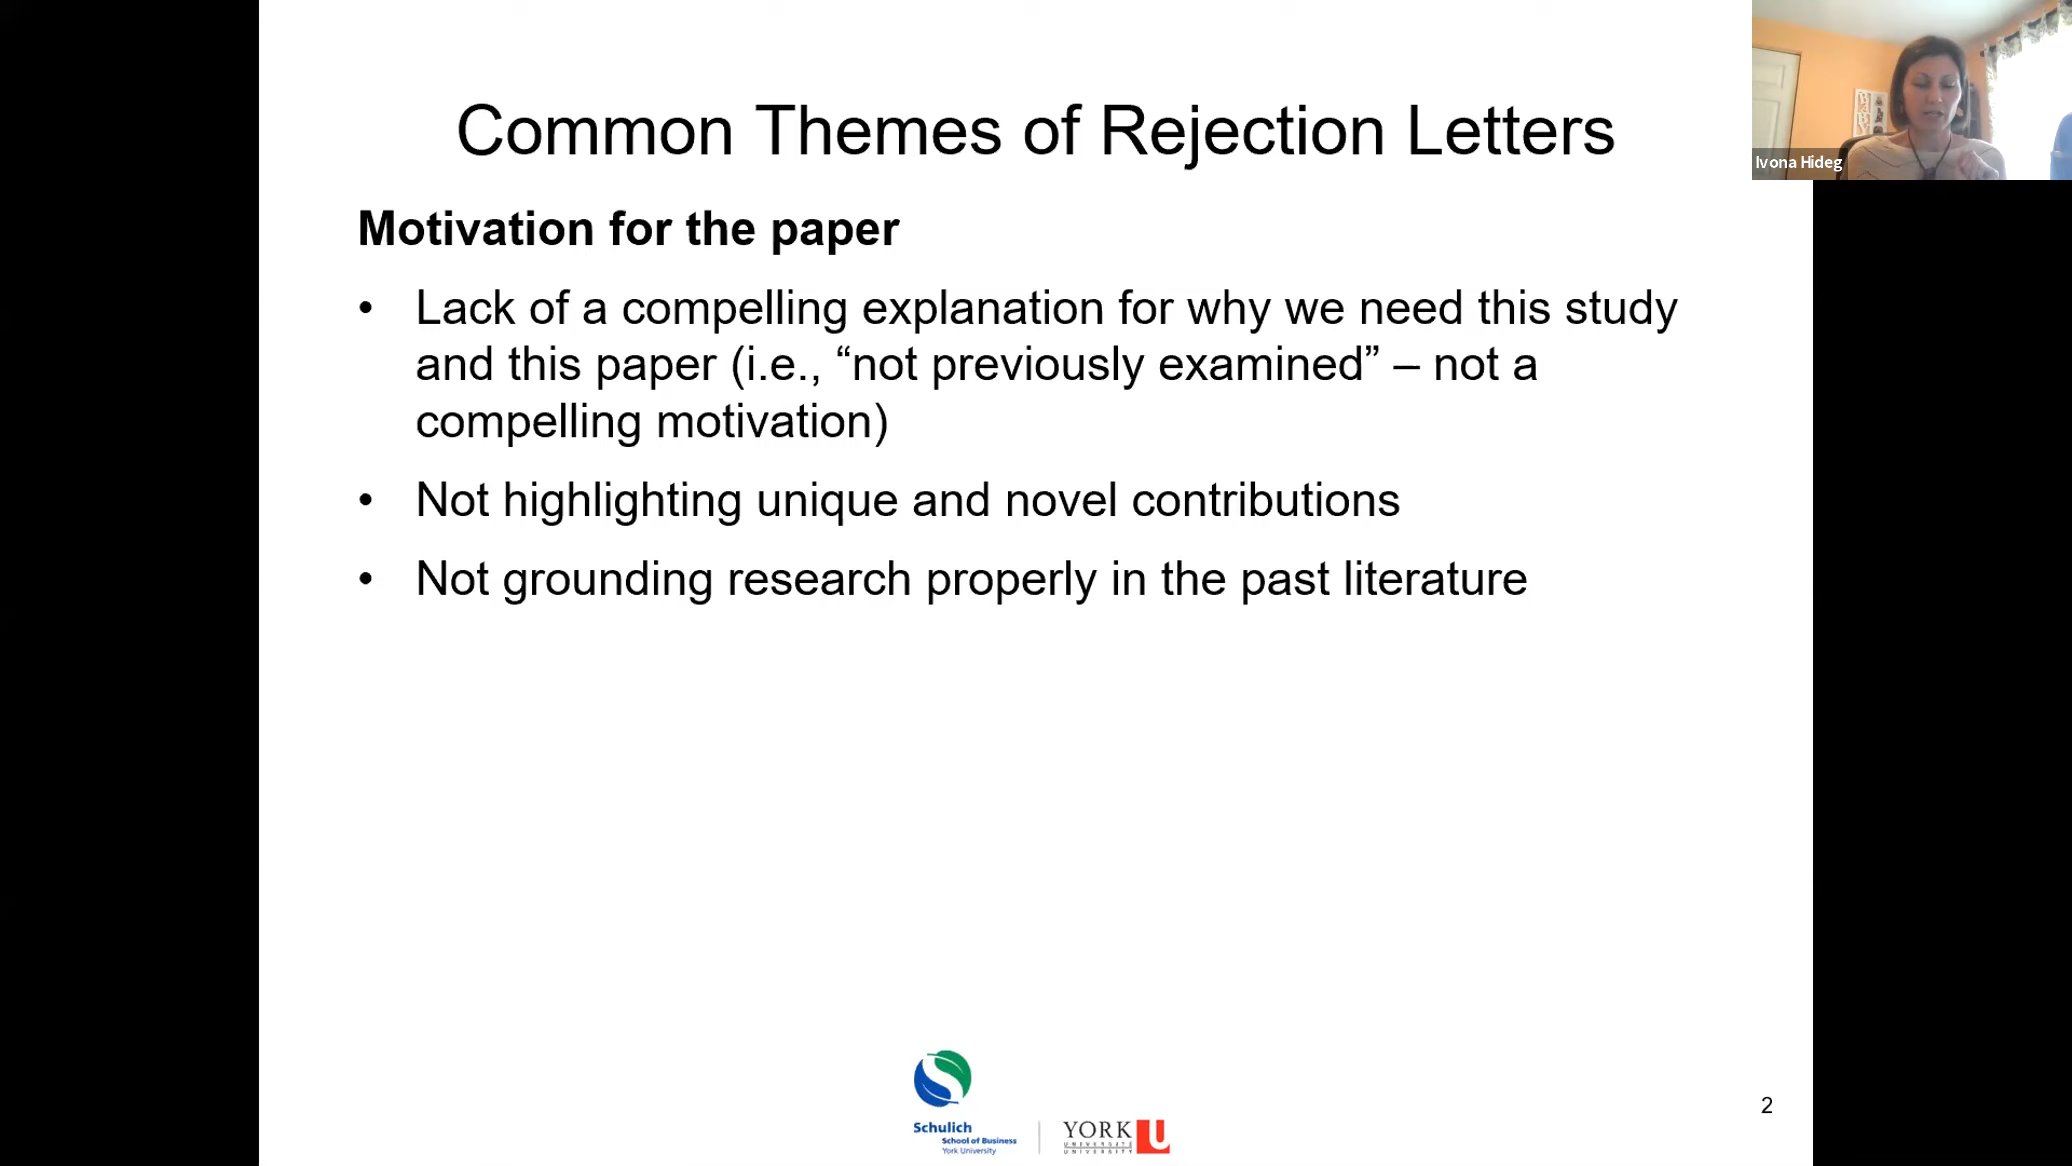 Common Themes of Rejection Letters
Ivona Hideg
Motivation for the paper
• Lack of a compelling explanation for why we need this study
and this paper (i.e., “not previously examined” – not a
compelling motivation)
• Not highlighting unique and novel contributions
• Not grounding research properly in the past literature
Schulich
School of Business
York University
YORK U
UNIVERSITÉ
UNIVERSITY
2